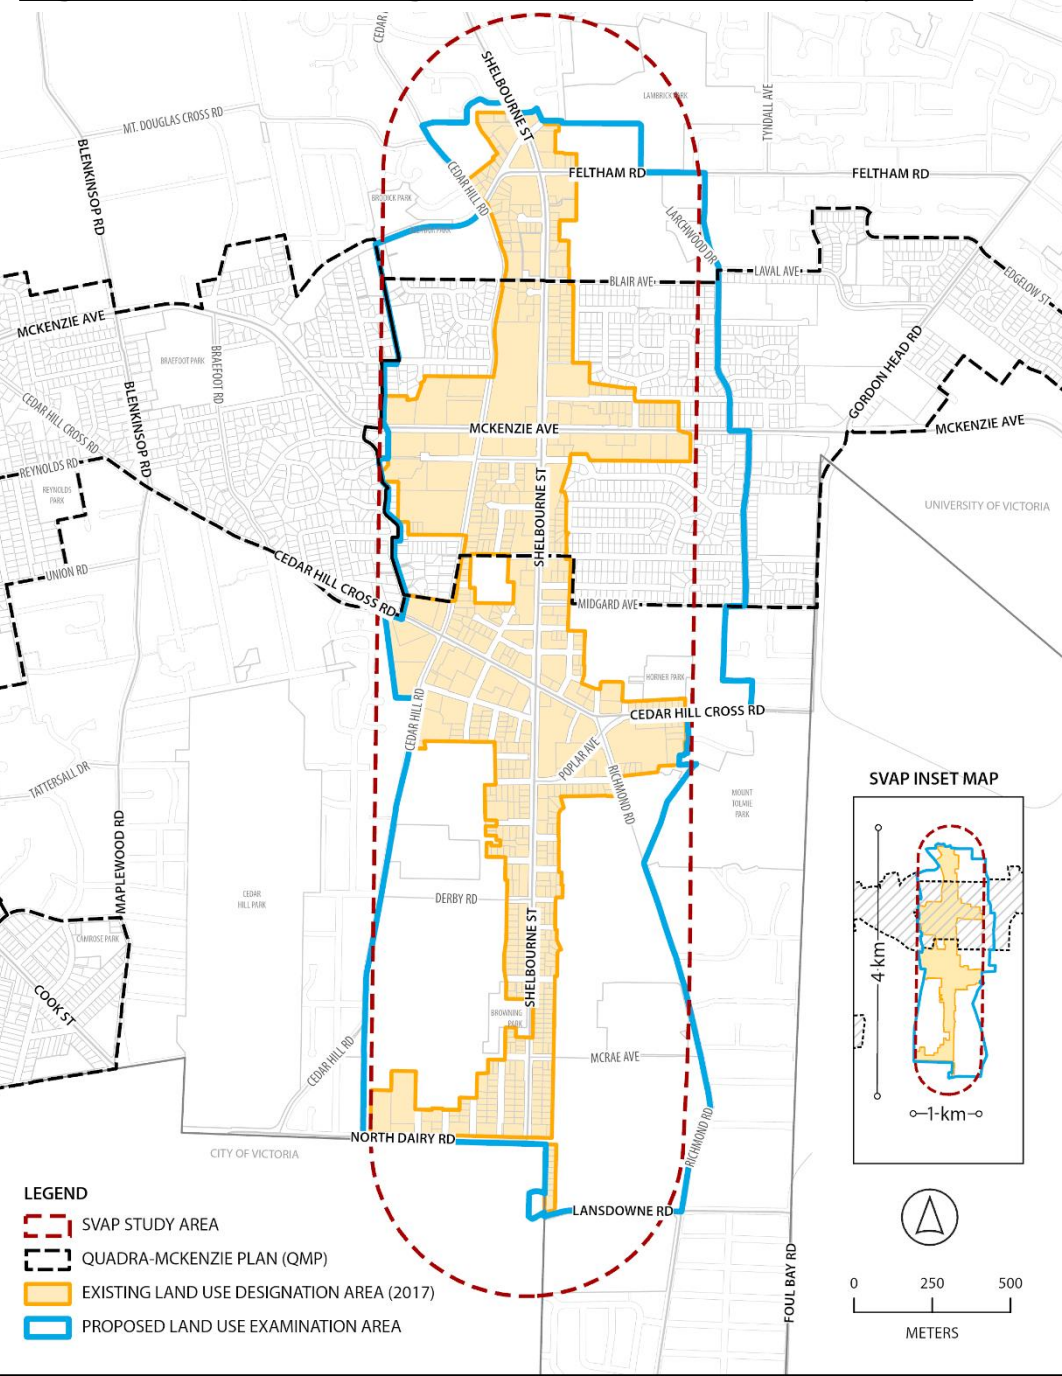 CEDAR
SHELBOURNE ST
LAMBRICK PARK
TYNDALL AVE
MT. DOUGLAS CROSS RD
BLENKINSOP RD
CEDAR HILL RD
FELTHAM RD
FELTHAM RD
BRODICK PARK
LARCHWOOD DR
LAVAL AVE
BLAIR AVE
EDGELOW ST
MCKENZIE AVE
BRAEFOOT PARK
BRAEFOOT RD
BLENKINSOP RD
GORDON HEAD RD
CEDAR HILL CROSS RD
MCKENZIE AVE
MCKENZIE AVE
REYNOLDS RD
REYNOLDS
PARK
SHELBOURNE ST
UNIVERSITY OF VICTORIA
UNION RD
CEDAR HILL CROSS RD
MIDGARD AVE
HORNER PARK
CEDAR HILL RD
CEDAR HILL CROSS RD
POPLAR AVE
RICHMOND RD
TATTERSALL DR
MAPLEWOOD RD
MOUNT
TOLMIE
PARK
SVAP INSET MAP
4-km
1-km
CEDAR
HILL PARK
DERBY RD
CAMROSE PARK
SHELBOURNE ST
COOK ST
BROWNING
PARK
CEDAR HILL RD
MCRAE AVE
RICHMOND RD
NORTH DAIRY RD
CITY OF VICTORIA
LANSDOWNE RD
FOUL BAY RD
LEGEND
SVAP STUDY AREA
QUADRA-MCKENZIE PLAN (QMP)
EXISTING LAND USE DESIGNATION AREA (2017)
PROPOSED LAND USE EXAMINATION AREA
0 250 500
METERS